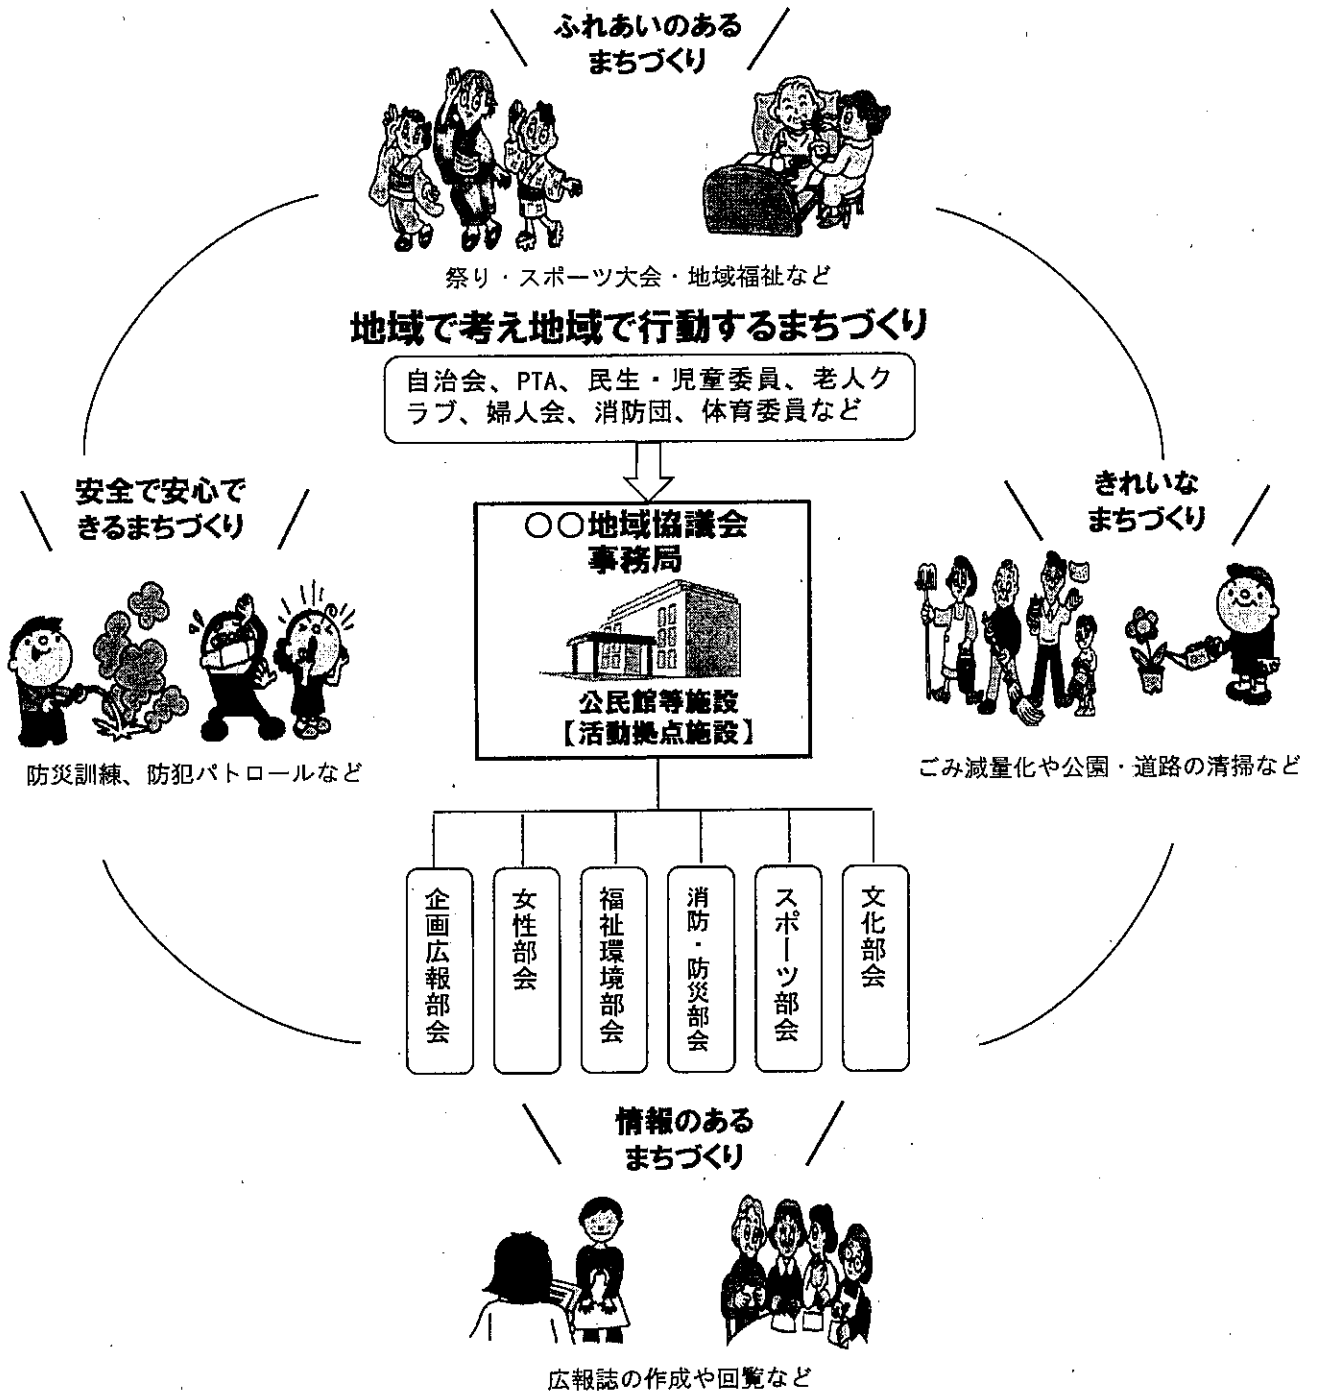 ふれあいのある
まちづくり
祭り・スポーツ大会・地域福祉など
地域で考え地域で行動するまちづくり
自治会、PTA、民生・児童委員、老人ク
ラブ、婦人会、消防団、体育委員など
安全で安心で
きるまちづくり
防災訓練、防犯パトロールなど
○○地域協議会
事務局
公民館等施設
【活動拠点施設】
きれいな
まちづくり
ごみ減量化や公園・道路の清掃など
企画広報部会
女性部会
福祉環境部会
消防・防災部会
スポーツ部会
文化部会
情報のある
まちづくり
広報誌の作成や回覧など